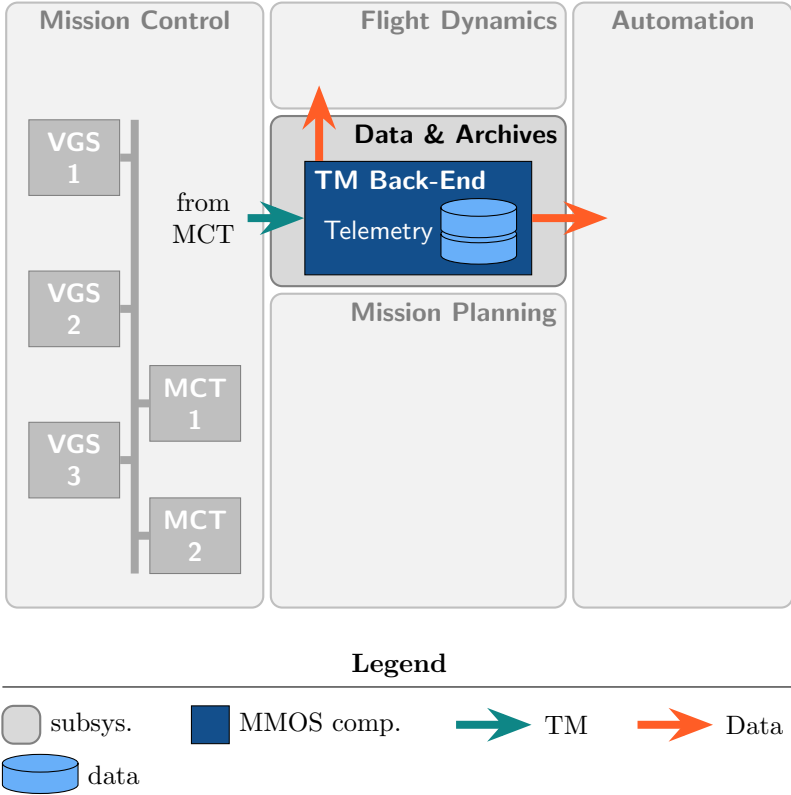 Mission Control
Flight Dynamics
Automation
Data & Archives
TM Back-End
Telemetry
from
MCT
VGS
1
VGS
2
VGS
3
MCT
1
MCT
2
Mission Planning
Legend
subsys.
MMOS comp.
TM
Data
data